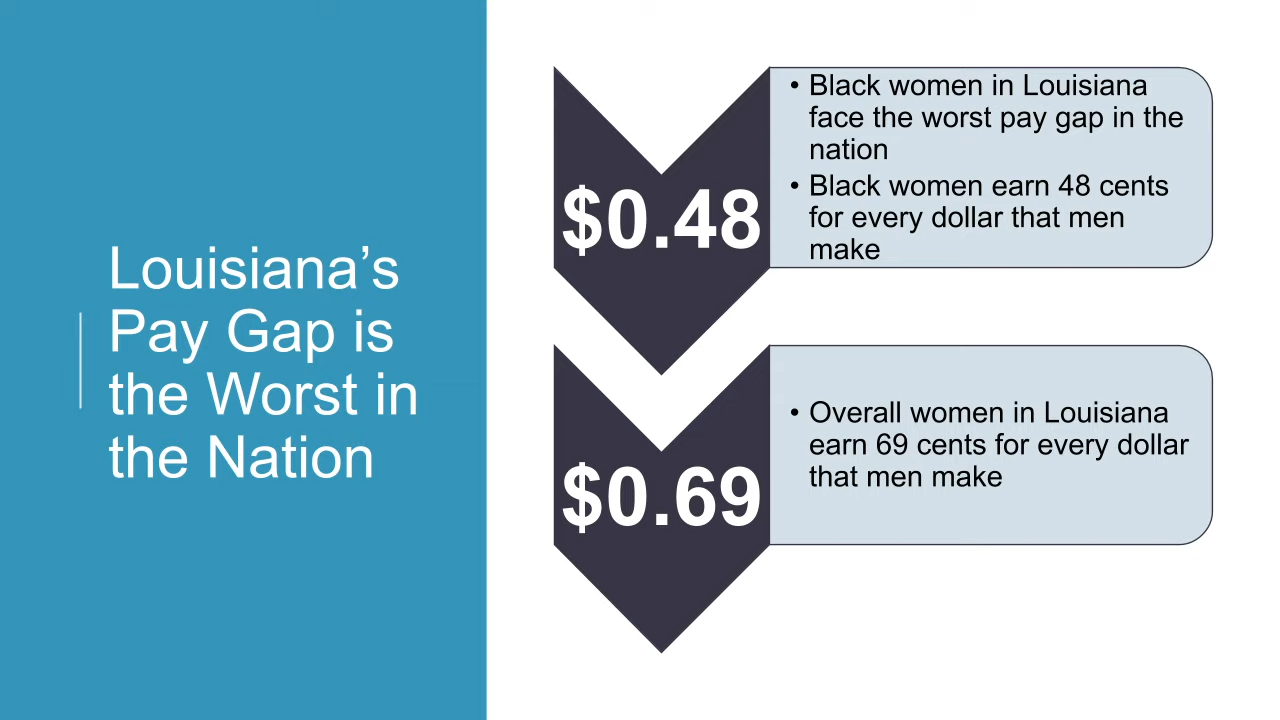 Louisiana’s
Pay Gap is
the Worst in
the Nation
$0.48
• Black women in Louisiana
face the worst pay gap in the
nation
• Black women earn 48 cents
for every dollar that men
make
$0.69
• Overall women in Louisiana
earn 69 cents for every dollar
that men make